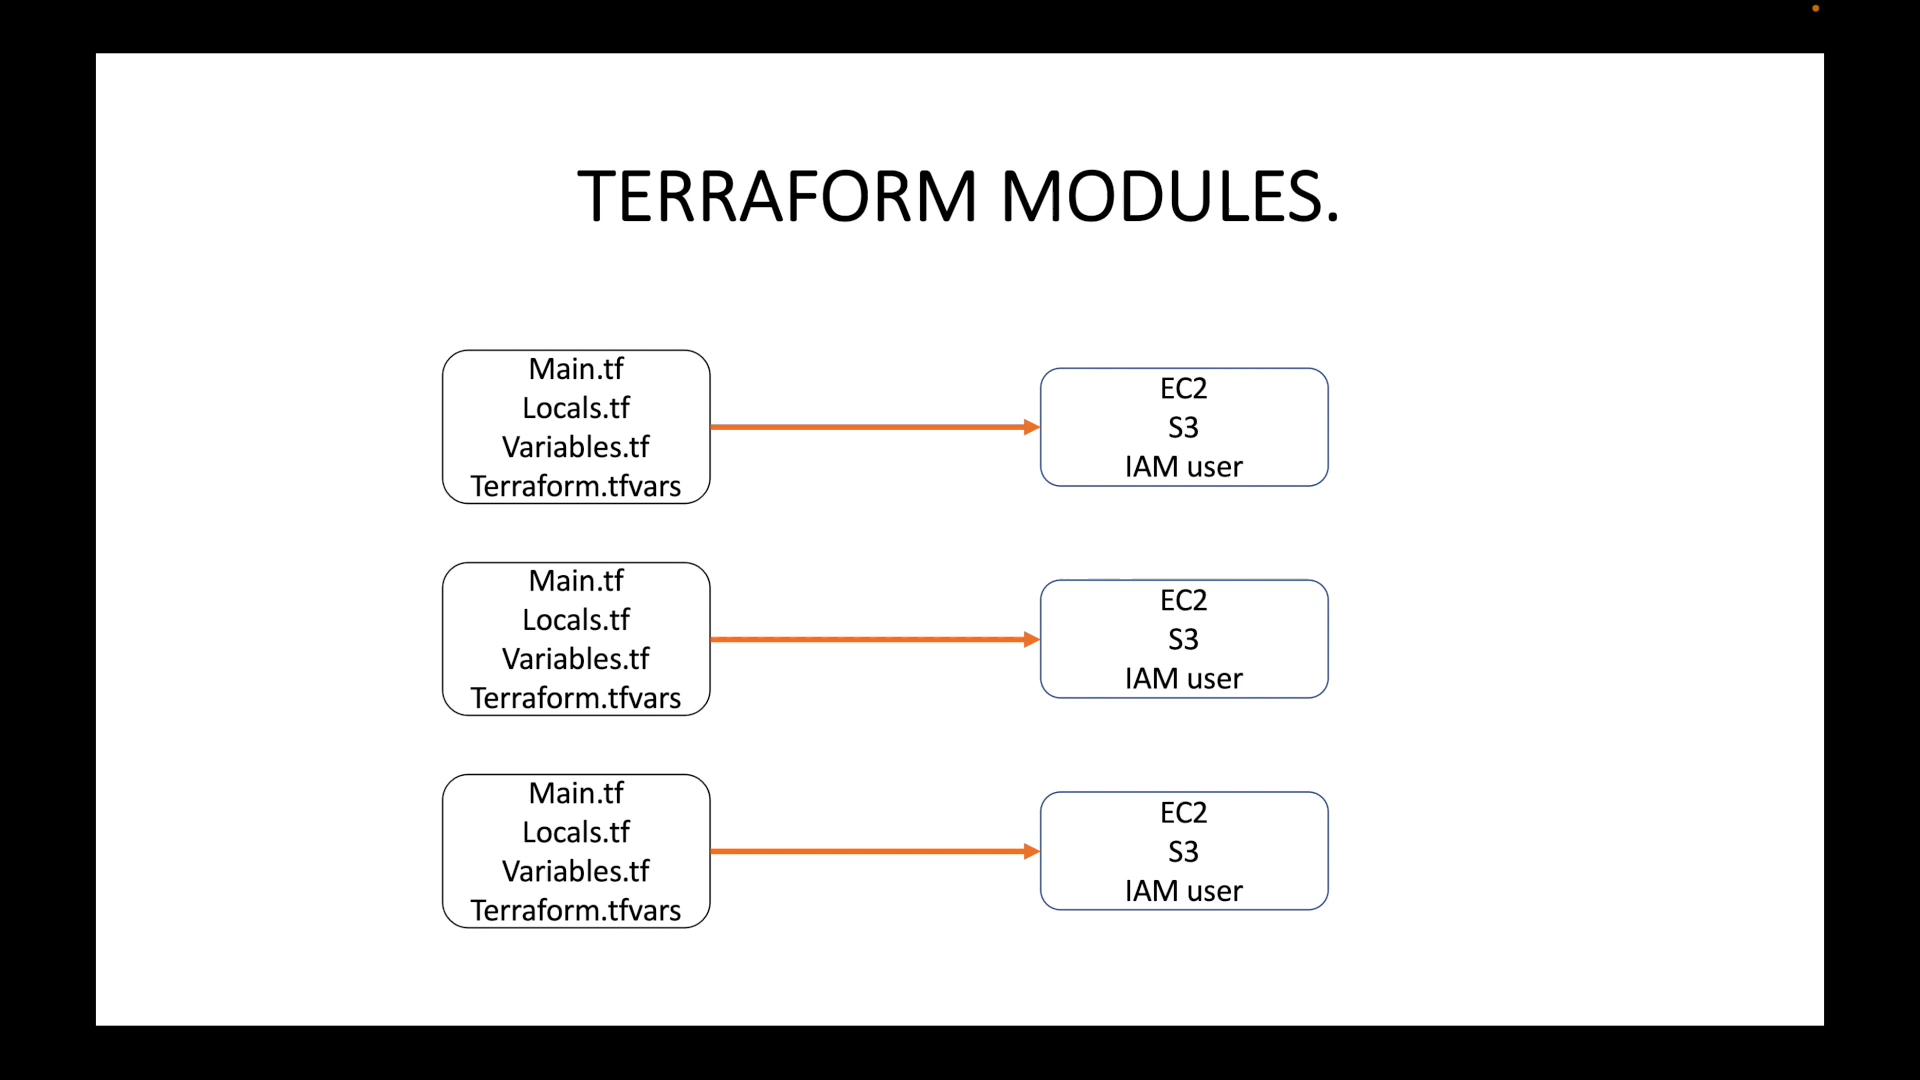 TERRAFORM MODULES.
Main.tf
Locals.tf
Variables.tf
Terraform.tfvars
EC2
S3
IAM user
Main.tf
Locals.tf
Variables.tf
Terraform.tfvars
EC2
S3
IAM user
Main.tf
Locals.tf
Variables.tf
Terraform.tfvars
EC2
S3
IAM user